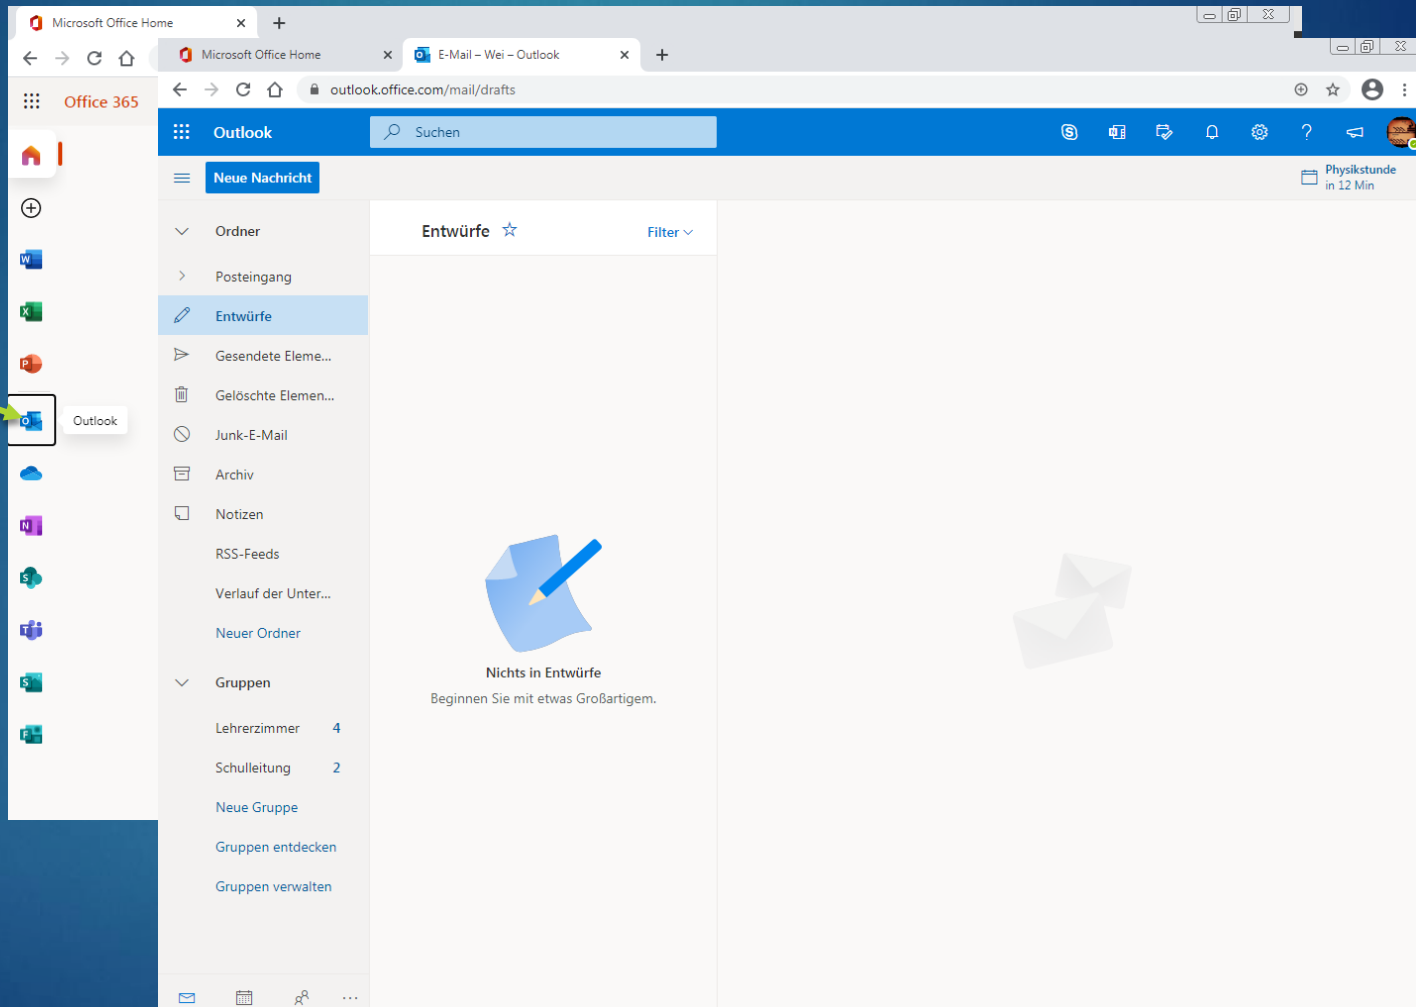 Microsoft Office Home
Office 365
Outlook
Microsoft Office Home
E-Mail – Wei – Outlook
outlook.office.com/mail/drafts
Outlook
Suchen
Neue Nachricht
Physikstunde
in 12 Min
Ordner
Posteingang
Entwürfe
Gesendete Eleme...
Gelöschte Elemen...
Junk-E-Mail
Archiv
Notizen
RSS-Feeds
Verlauf der Unter...
Neuer Ordner
Gruppen
Lehrerzimmer 4
Schulleitung 2
Neue Gruppe
Gruppen entdecken
Gruppen verwalten
Entwürfe
Filter
Nichts in Entwürfe
Beginnen Sie mit etwas Großartigem.